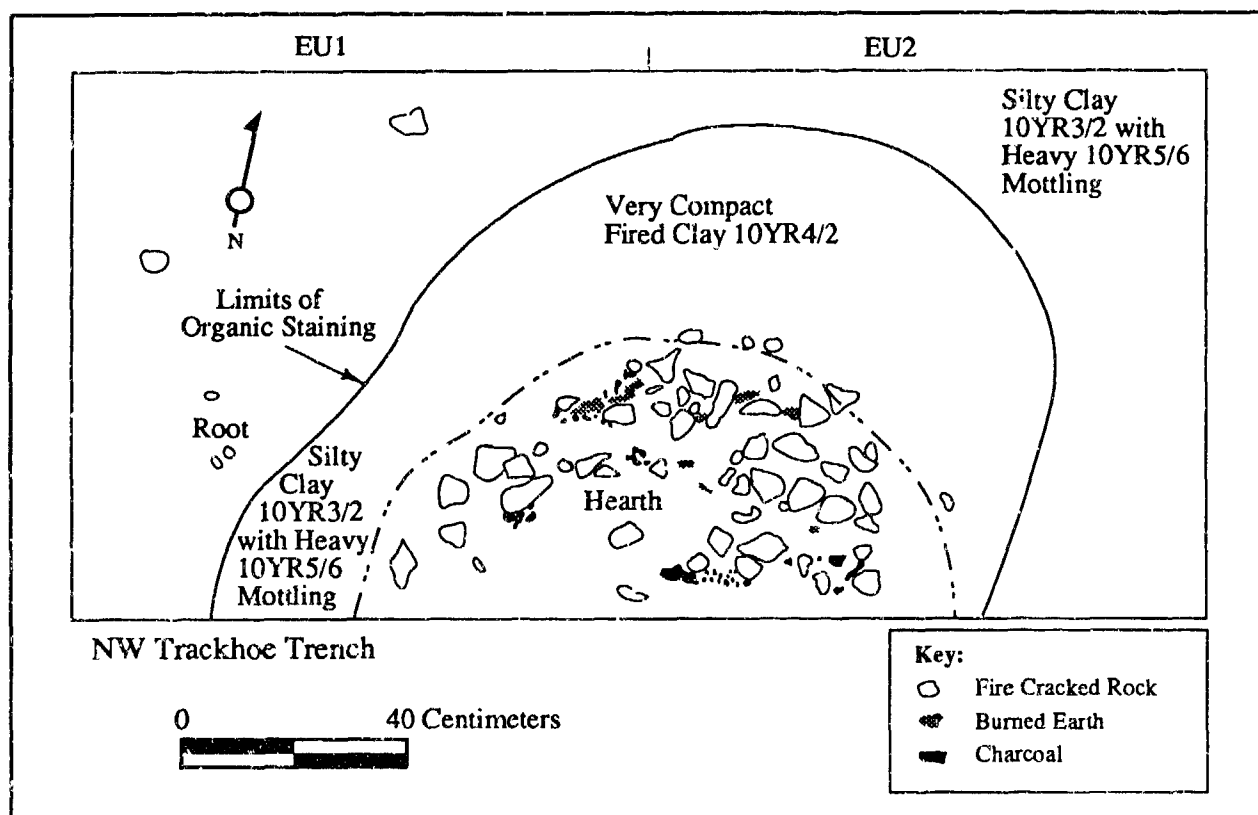 EU1
EU2
Silty Clay
10YR3/2 with
Heavy 10YR5/6
Mottling
N
Very Compact
Fired Clay 10YR4/2
Limits of
Organic Staining
Root
Silty
Clay
10YR3/2
with Heavy
10YR5/6
Mottling
Hearth
NW Trackhoe Trench
0 40 Centimeters
Key:
Fire Cracked Rock
Burned Earth
Charcoal